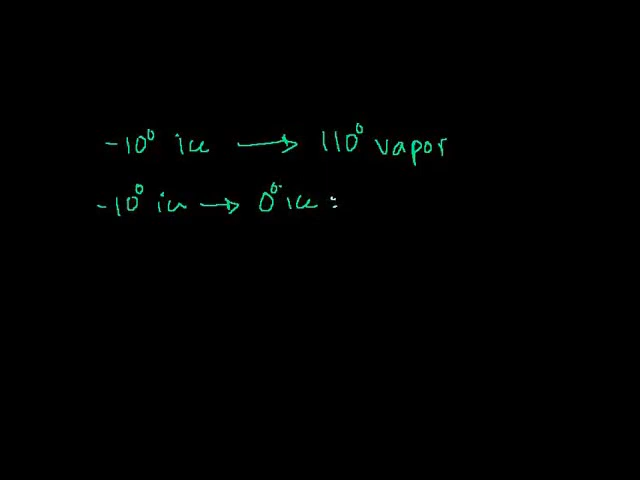 -10° ice → 110° vapor
-10° ice → 0° ice :